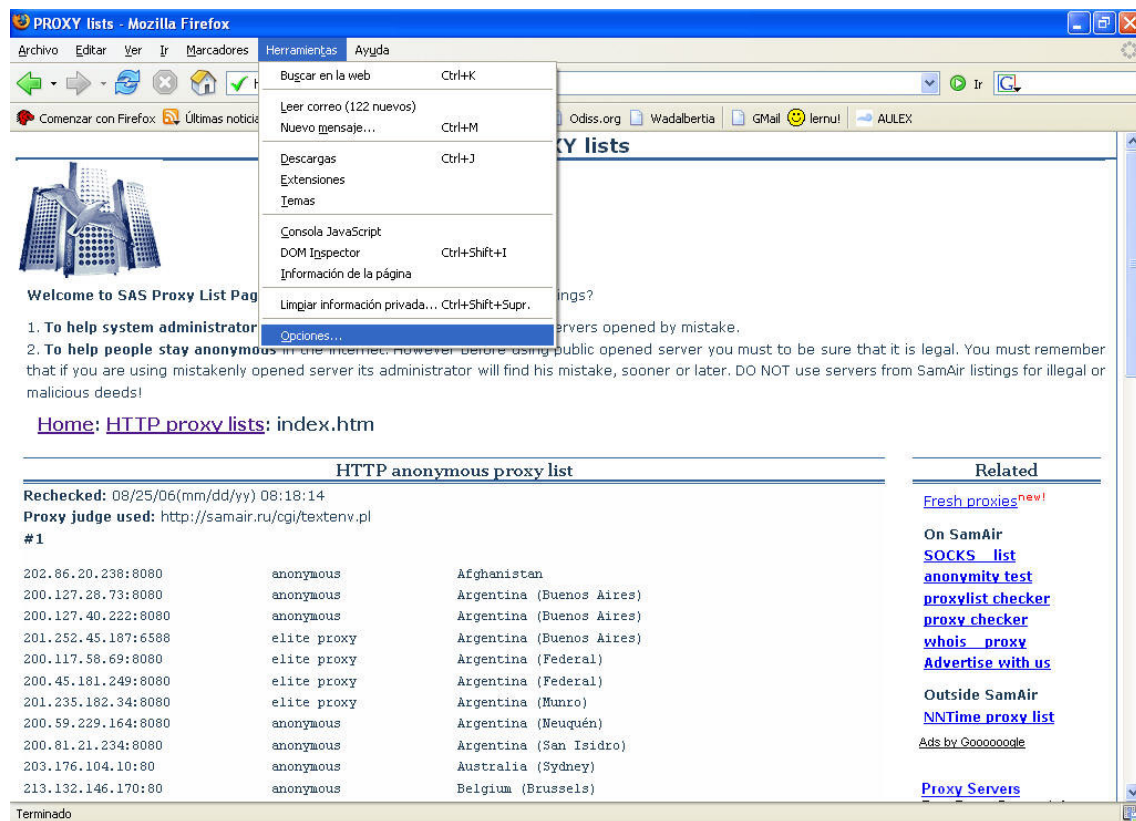 PROXY lists - Mozilla Firefox
Archivo Editar Ver Ir Marcadores Herramientas Ayuda
Ir G
Comenzar con Firefox Últimas noticia Odiss.org Wadalbertia GMail lernu! AULEX
Buscar en la web Ctrl+K
Leer correo (122 nuevos)
Nuevo mensaje... Ctrl+M
Descargas Ctrl+J
Extensiones
Temas
Consola JavaScript
DOM Inspector Ctrl+Shift+I
Información de la página
Limpiar información privada... Ctrl+Shift+Supr.
Opciones...
XY lists
Welcome to SAS Proxy List Pag ings?
1. To help system administrator ervers opened by mistake.
2. To help people stay anonymous in the internet. However before using public opened server you must to be sure that it is legal. You must remember
that if you are using mistakenly opened server its administrator will find his mistake, sooner or later. DO NOT use servers from SamAir listings for illegal or
malicious deeds!
Home: HTTP proxy lists: index.htm
HTTP anonymous proxy list
Rechecked: 08/25/06(mm/dd/yy) 08:18:14
Proxy judge used: http://samair.ru/cgi/textenv.pl
#1
202.86.20.238:8080 anonymous Afghanistan
200.127.28.73:8080 anonymous Argentina (Buenos Aires)
200.127.40.222:8080 anonymous Argentina (Buenos Aires)
201.252.45.187:6588 elite proxy Argentina (Buenos Aires)
200.117.58.69:8080 elite proxy Argentina (Federal)
200.45.181.249:8080 elite proxy Argentina (Federal)
201.235.182.34:8080 elite proxy Argentina (Munro)
200.59.229.164:8080 anonymous Argentina (Neuquén)
200.81.21.234:8080 anonymous Argentina (San Isidro)
203.176.104.10:80 anonymous Australia (Sydney)
213.132.146.170:80 anonymous Belgium (Brussels)
Related
Fresh proxies new!
On SamAir
SOCKS list
anonymity test
proxylist checker
proxy checker
whois proxy
Advertise with us
Outside SamAir
NNTime proxy list
Ads by Goooooogle
Proxy Servers
Terminado